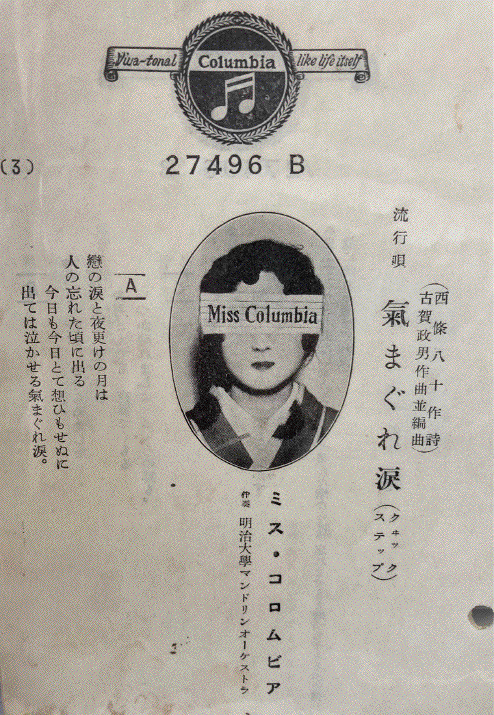 Viva-tonal Columbia like life itself
(3)
27496 B
流行唄
氣まぐれ涙(クヰックステップ)
(西條八十作詩
古賀政男作曲並編曲)
Miss Columbia
ミス・コロムビア
伴奏 明治大學マンドリンオーケストラ
A
戀の涙と夜更けの月は
人の忘れた頃に出る
今日も今日とて想ひもせぬに
出ては泣かせる氣まぐれ涙。